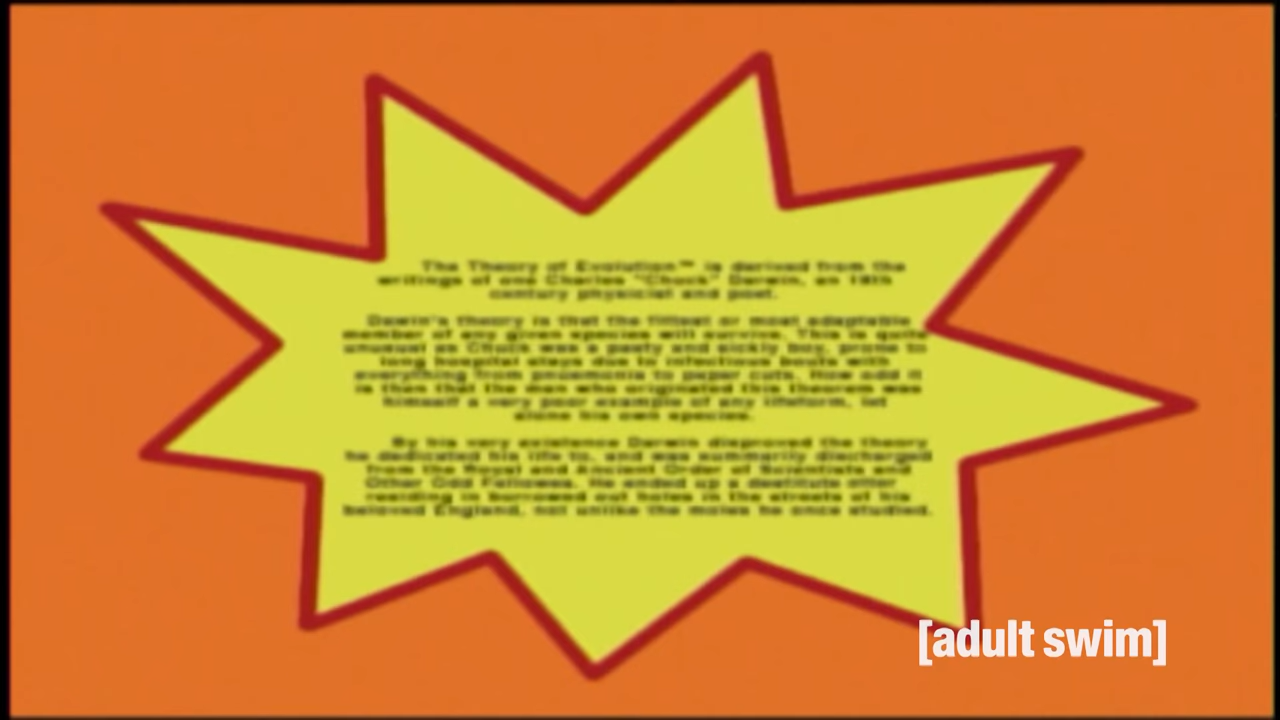 The Theory of Evolution™ is derived from the
writings of one Charles "Chuck" Darwin, an 19th
century physicist and poet.
Dawin's theory is that the fittest or most adaptable
member of any given species will survive. This is quite
unusual as Chuck was a pasty and sickly boy, prone to
long hospital stays due to infectious bouts with
everything from pnuemonia to paper cuts. How odd it
is then that the man who originated this theorem was
himself a very poor example of any lifeform, let
alone his own species.
By his very existence Darwin disproved the theory
he dedicated his life to, and was summarily discharged
from the Royal and Ancient Order of Scientists and
Other Odd Fellowes. He ended up a destitute after
residing in burrowed out holes in the streets of his
beloved England, not unlike the moles he once studied.
[adult swim]